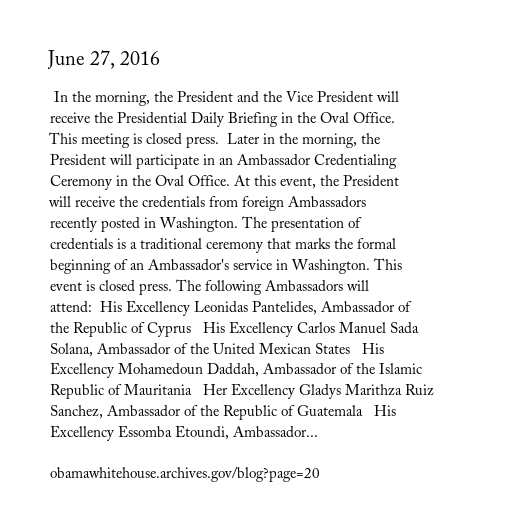 June 27, 2016
In the morning, the President and the Vice President will
receive the Presidential Daily Briefing in the Oval Office.
This meeting is closed press.  Later in the morning, the
President will participate in an Ambassador Credentialing
Ceremony in the Oval Office. At this event, the President
will receive the credentials from foreign Ambassadors
recently posted in Washington. The presentation of
credentials is a traditional ceremony that marks the formal
beginning of an Ambassador's service in Washington. This
event is closed press. The following Ambassadors will
attend:  His Excellency Leonidas Pantelides, Ambassador of
the Republic of Cyprus   His Excellency Carlos Manuel Sada
Solana, Ambassador of the United Mexican States   His
Excellency Mohamedoun Daddah, Ambassador of the Islamic
Republic of Mauritania   Her Excellency Gladys Marithza Ruiz
Sanchez, Ambassador of the Republic of Guatemala   His
Excellency Essomba Etoundi, Ambassador...
obamawhitehouse.archives.gov/blog?page=20